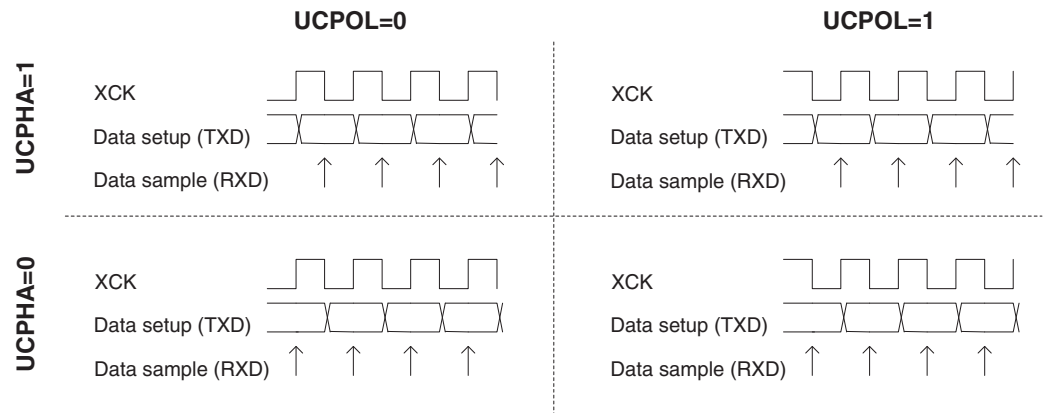 UCPOL=0
UCPOL=1
UCPHA=1
XCK
Data setup (TXD)
Data sample (RXD)
XCK
Data setup (TXD)
Data sample (RXD)
UCPHA=0
XCK
Data setup (TXD)
Data sample (RXD)
XCK
Data setup (TXD)
Data sample (RXD)